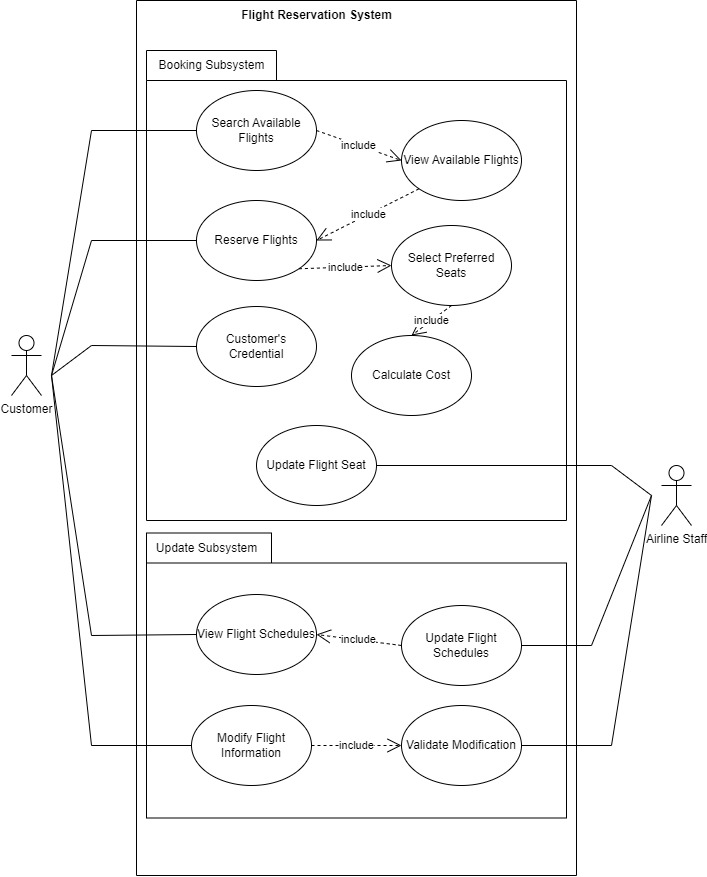 Flight Reservation System
Booking Subsystem
Search Available
Flights
include
View Available Flights
include
Reserve Flights
include
Select Preferred
Seats
include
Customer's
Credential
Calculate Cost
Customer
Update Flight Seat
Airline Staff
Update Subsystem
View Flight Schedules
include
Update Flight
Schedules
Modify Flight
Information
include
Validate Modification